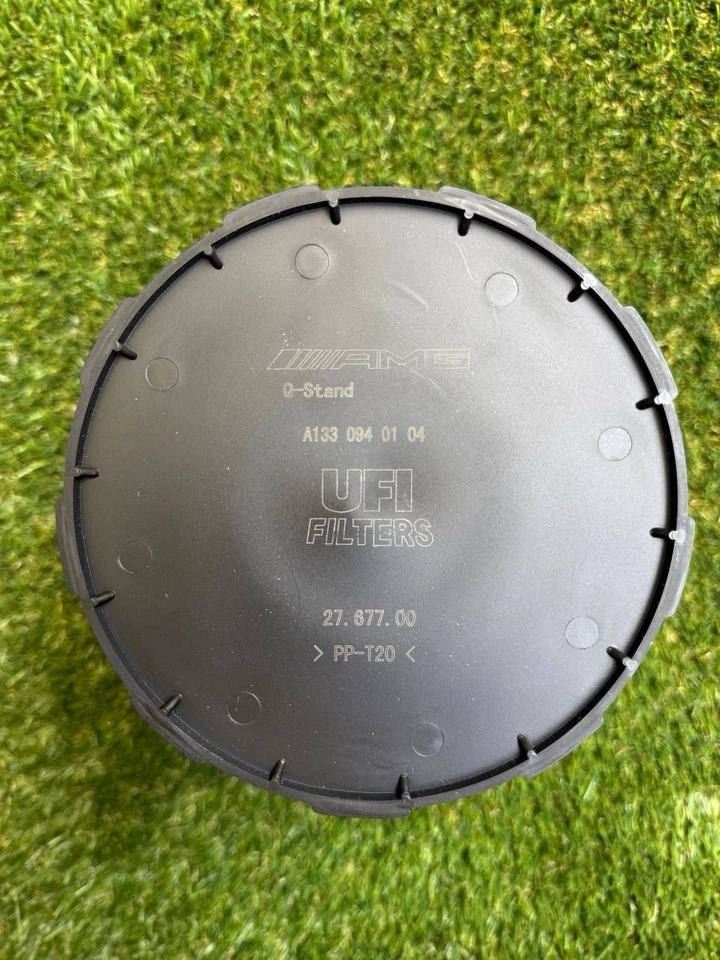 AMG
Q-Stand
A133 094 01 04
UFI
FILTERS
27.677.00
> PP-T20 <